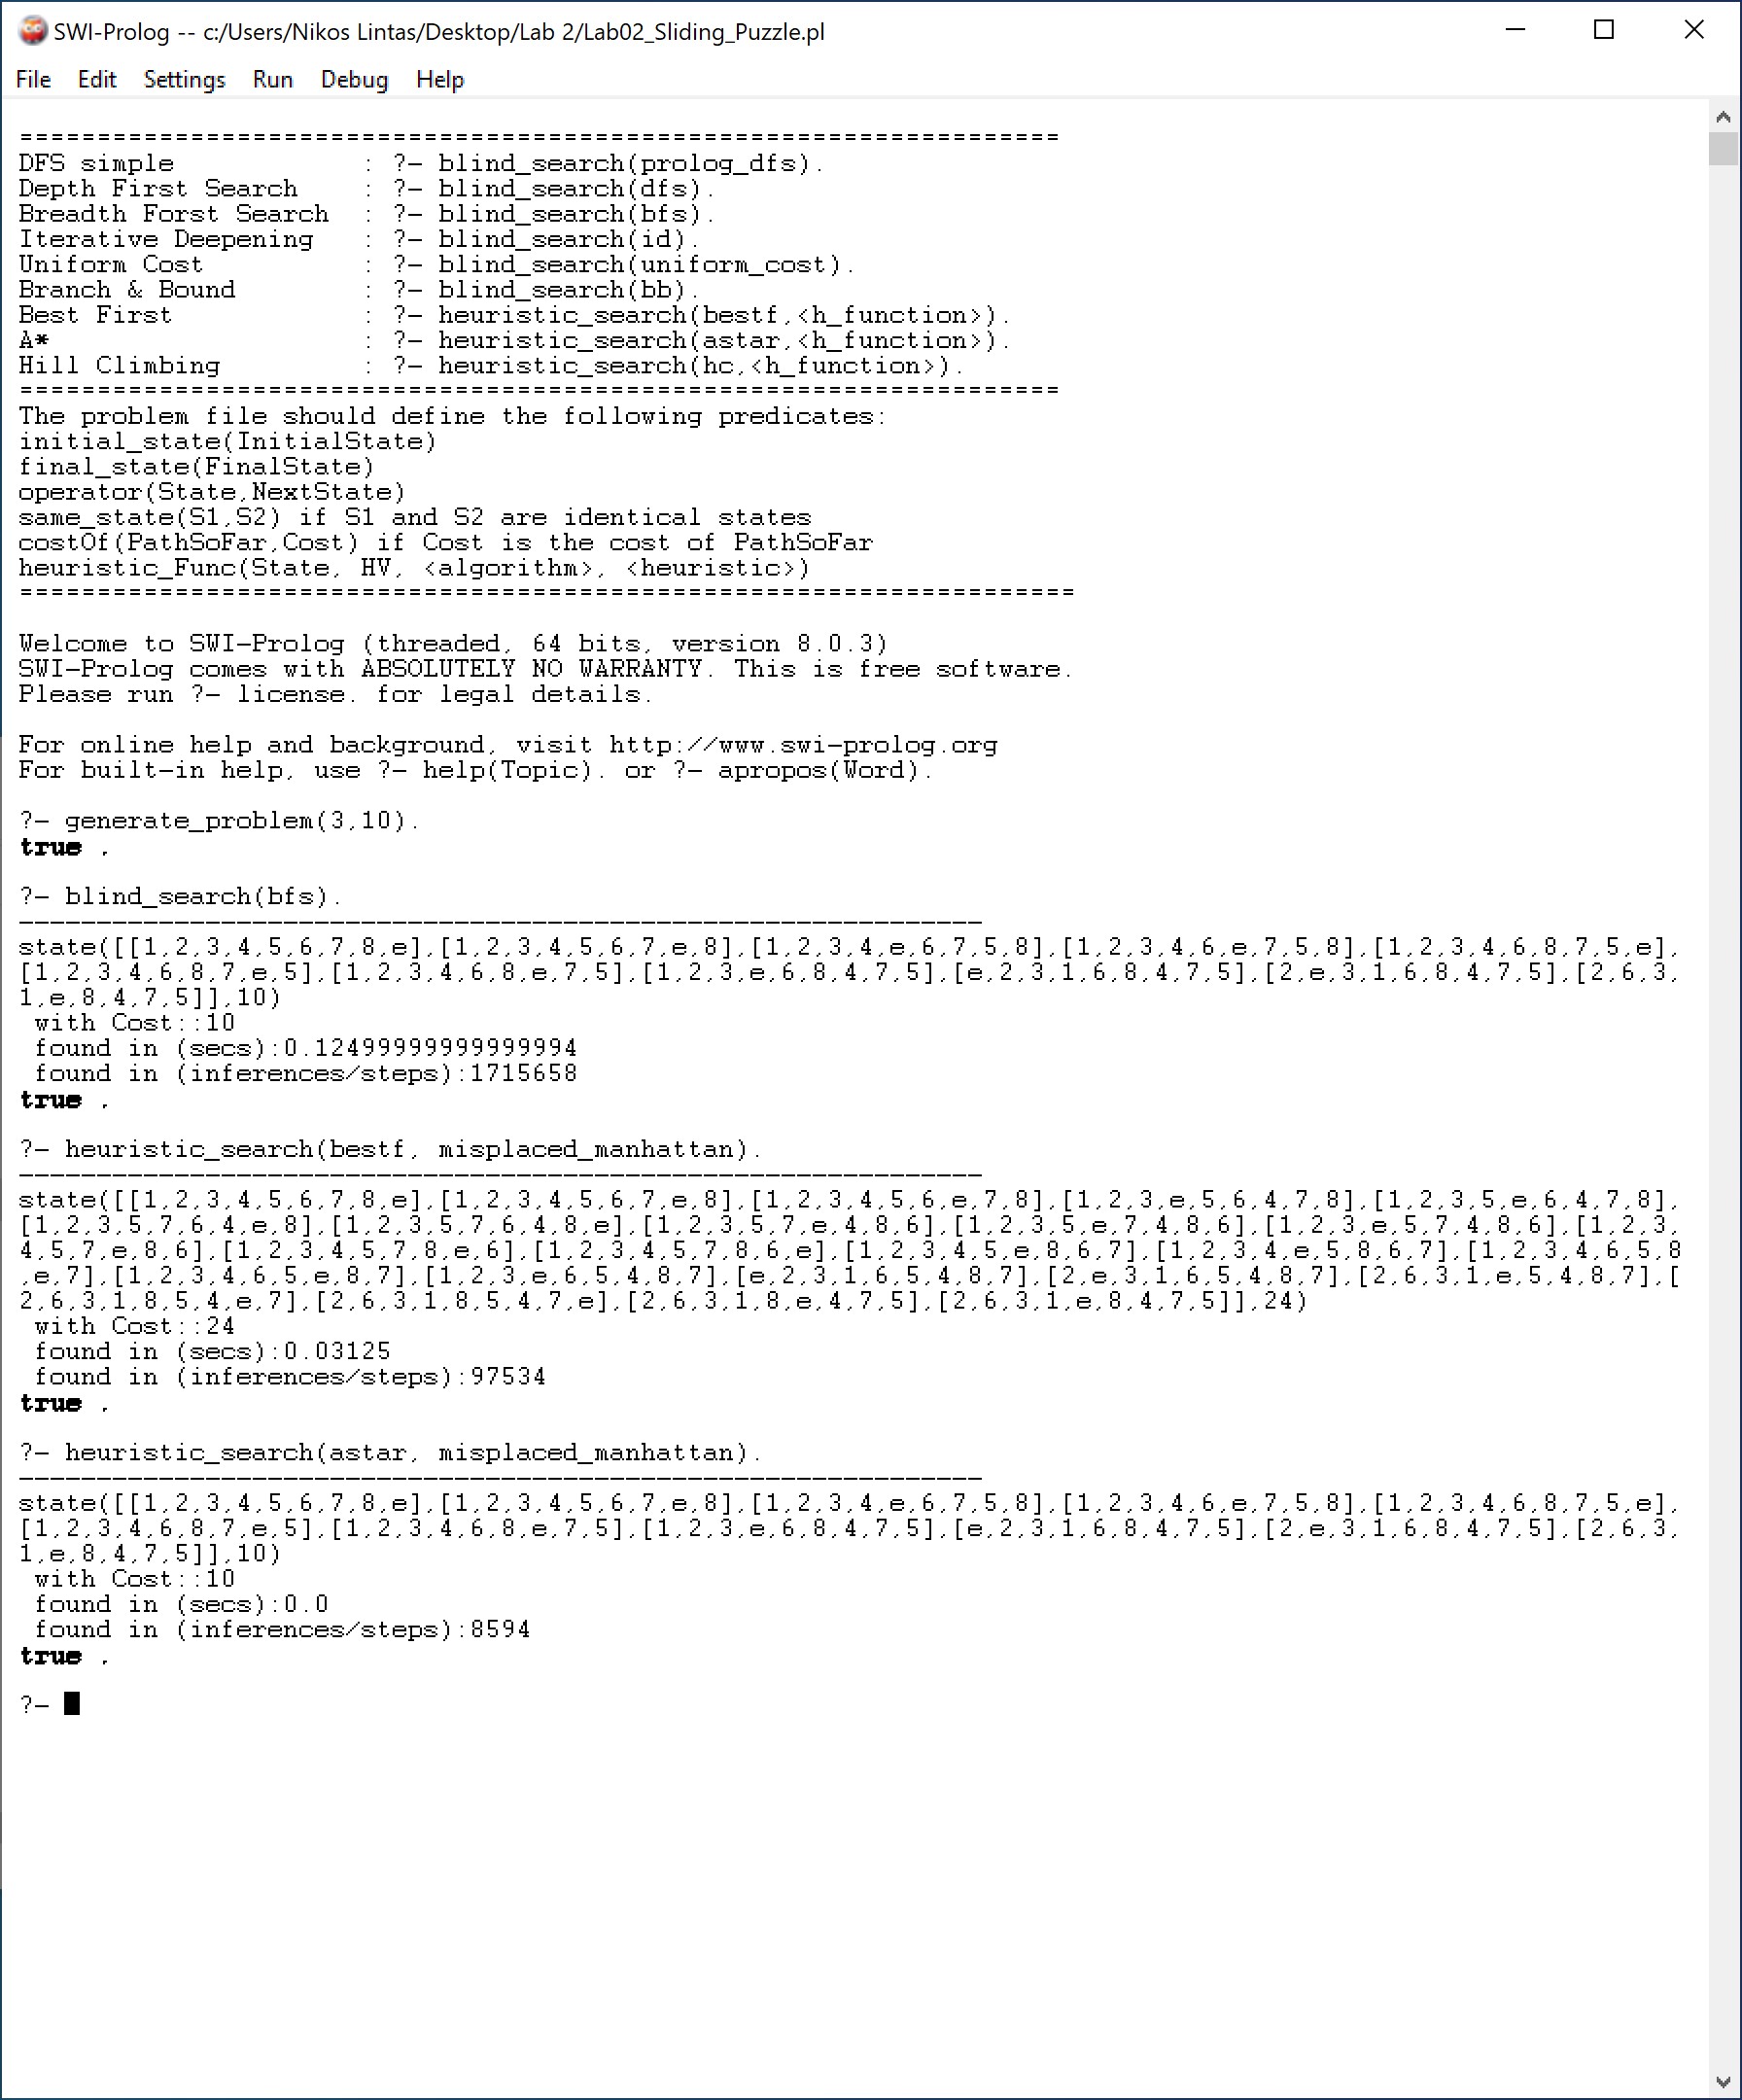 SWI-Prolog -- c:/Users/Nikos Lintas/Desktop/Lab 2/Lab02_Sliding_Puzzle.pl
File Edit Settings Run Debug Help
===================================================================
DFS simple            : ?- blind_search(prolog_dfs).
Depth First Search    : ?- blind_search(dfs).
Breadth Forst Search  : ?- blind_search(bfs).
Iterative Deepening   : ?- blind_search(id).
Uniform Cost          : ?- blind_search(uniform_cost).
Branch & Bound        : ?- blind_search(bb).
Best First            : ?- heuristic_search(bestf,<h_function>).
A*                    : ?- heuristic_search(astar,<h_function>).
Hill Climbing         : ?- heuristic_search(hc,<h_function>).
===================================================================
The problem file should define the following predicates:
initial_state(InitialState)
final_state(FinalState)
operator(State,NextState)
same_state(S1,S2) if S1 and S2 are identical states
costOf(PathSoFar,Cost) if Cost is the cost of PathSoFar
heuristic_Func(State, HV, <algorithm>, <heuristic>)
====================================================================
Welcome to SWI-Prolog (threaded, 64 bits, version 8.0.3)
SWI-Prolog comes with ABSOLUTELY NO WARRANTY. This is free software.
Please run ?- license. for legal details.
For online help and background, visit http://www.swi-prolog.org
For built-in help, use ?- help(Topic). or ?- apropos(Word).
?- generate_problem(3,10).
true .
?- blind_search(bfs).
--------------------------------------------------------------
state([[1,2,3,4,5,6,7,8,e],[1,2,3,4,5,6,7,e,8],[1,2,3,4,e,6,7,5,8],[1,2,3,4,6,e,7,5,8],[1,2,3,4,6,8,7,5,e],
[1,2,3,4,6,8,7,e,5],[1,2,3,4,6,8,e,7,5],[1,2,3,e,6,8,4,7,5],[e,2,3,1,6,8,4,7,5],[2,e,3,1,6,8,4,7,5],[2,6,3,
1,e,8,4,7,5]],10)
with Cost::10
found in (secs):0.12499999999999994
found in (inferences/steps):1715658
true .
?- heuristic_search(bestf, misplaced_manhattan).
--------------------------------------------------------------
state([[1,2,3,4,5,6,7,8,e],[1,2,3,4,5,6,7,e,8],[1,2,3,4,5,6,e,7,8],[1,2,3,e,5,6,4,7,8],[1,2,3,5,e,6,4,7,8],
[1,2,3,5,7,6,4,e,8],[1,2,3,5,7,6,4,8,e],[1,2,3,5,7,e,4,8,6],[1,2,3,5,e,7,4,8,6],[1,2,3,e,5,7,4,8,6],[1,2,3,
4,5,7,e,8,6],[1,2,3,4,5,7,8,e,6],[1,2,3,4,5,7,8,6,e],[1,2,3,4,5,e,8,6,7],[1,2,3,4,e,5,8,6,7],[1,2,3,4,6,5,8
,e,7],[1,2,3,4,6,5,e,8,7],[1,2,3,e,6,5,4,8,7],[e,2,3,1,6,5,4,8,7],[2,e,3,1,6,5,4,8,7],[2,6,3,1,e,5,4,8,7],[
2,6,3,1,8,5,4,e,7],[2,6,3,1,8,5,4,7,e],[2,6,3,1,8,e,4,7,5],[2,6,3,1,e,8,4,7,5]],24)
with Cost::24
found in (secs):0.03125
found in (inferences/steps):97534
true .
?- heuristic_search(astar, misplaced_manhattan).
--------------------------------------------------------------
state([[1,2,3,4,5,6,7,8,e],[1,2,3,4,5,6,7,e,8],[1,2,3,4,e,6,7,5,8],[1,2,3,4,6,e,7,5,8],[1,2,3,4,6,8,7,5,e],
[1,2,3,4,6,8,7,e,5],[1,2,3,4,6,8,e,7,5],[1,2,3,e,6,8,4,7,5],[e,2,3,1,6,8,4,7,5],[2,e,3,1,6,8,4,7,5],[2,6,3,
1,e,8,4,7,5]],10)
with Cost::10
found in (secs):0.0
found in (inferences/steps):8594
true .
?-